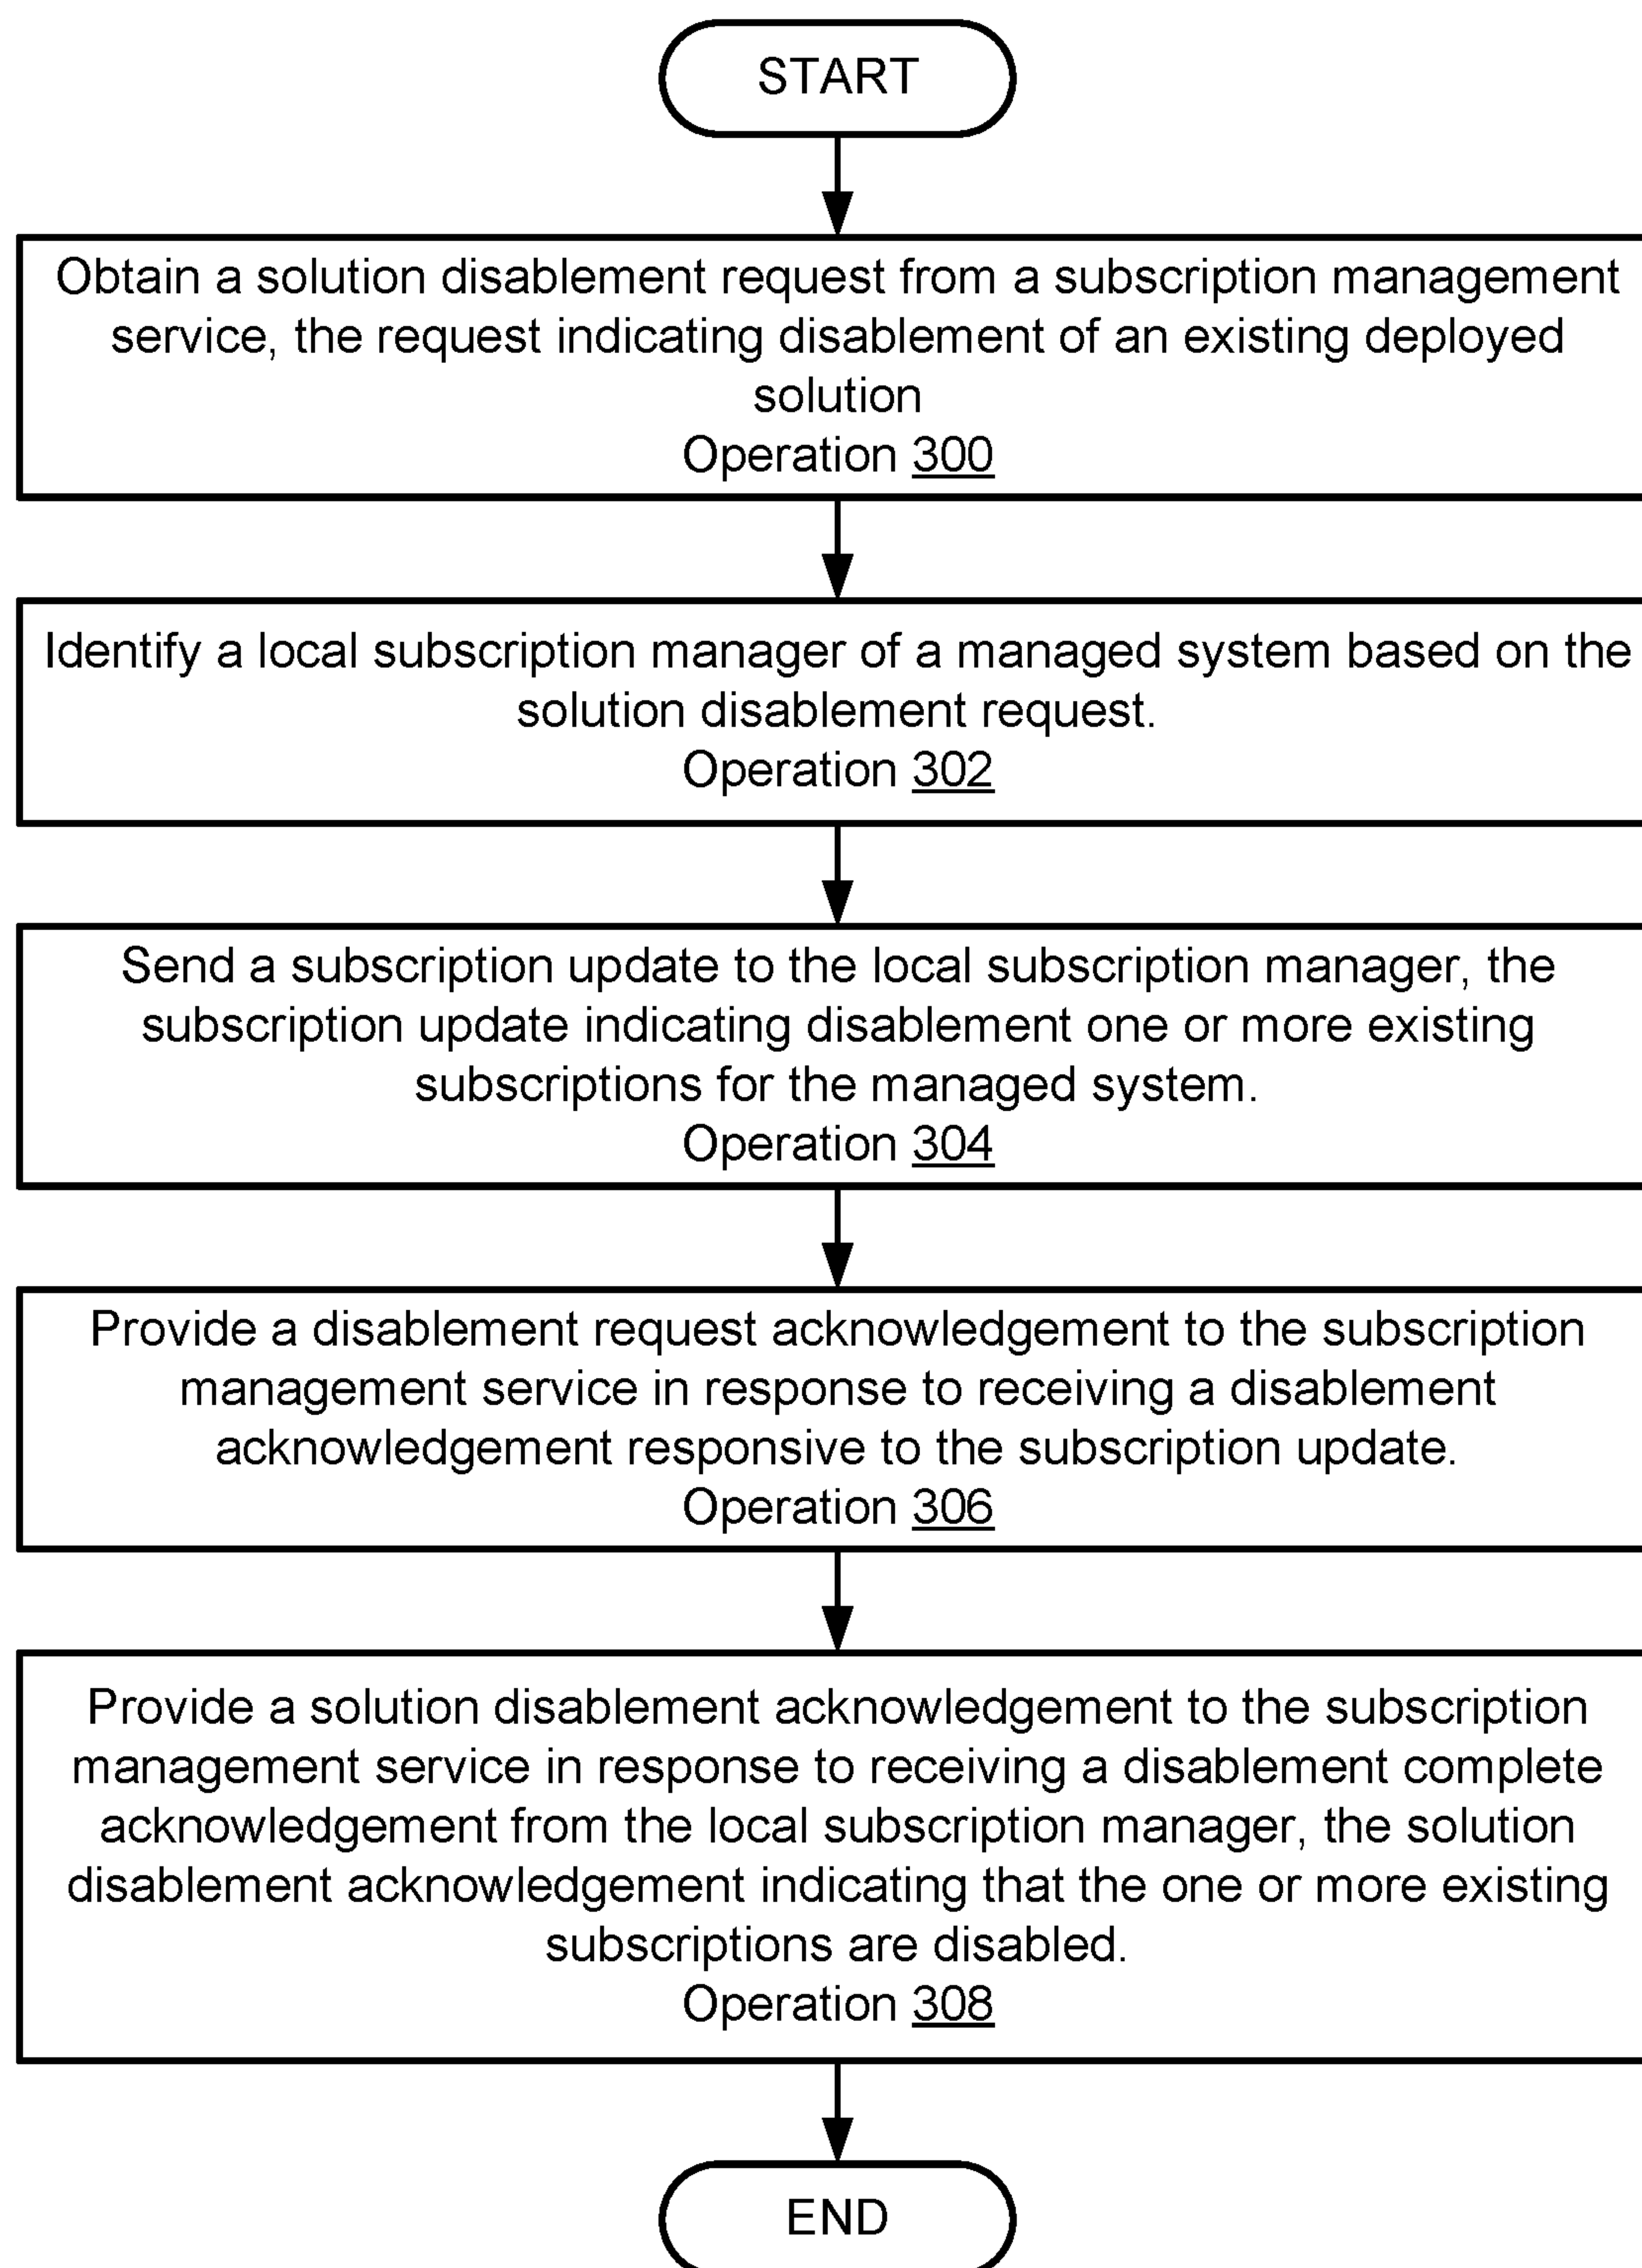 START
Obtain a solution disablement request from a subscription management
service, the request indicating disablement of an existing deployed
solution
Operation 300
Identify a local subscription manager of a managed system based on the
solution disablement request.
Operation 302
Send a subscription update to the local subscription manager, the
subscription update indicating disablement one or more existing
subscriptions for the managed system.
Operation 304
Provide a disablement request acknowledgement to the subscription
management service in response to receiving a disablement
acknowledgement responsive to the subscription update.
Operation 306
Provide a solution disablement acknowledgement to the subscription
management service in response to receiving a disablement complete
acknowledgement from the local subscription manager, the solution
disablement acknowledgement indicating that the one or more existing
subscriptions are disabled.
Operation 308
END